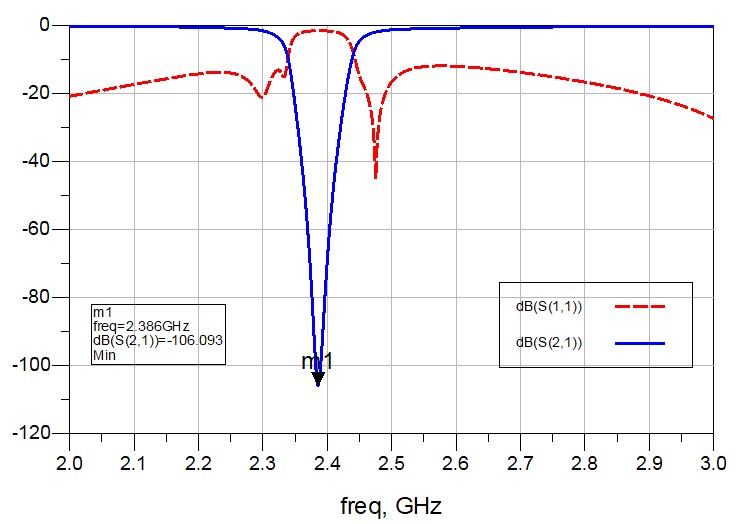 0
-20
-40
-60
-80
-100
-120
m1
freq=2.386GHz
dB(S(2,1))=-106.093
Min
m1
dB(S(1,1))
dB(S(2,1))
2.0 2.1 2.2 2.3 2.4 2.5 2.6 2.7 2.8 2.9 3.0
freq, GHz